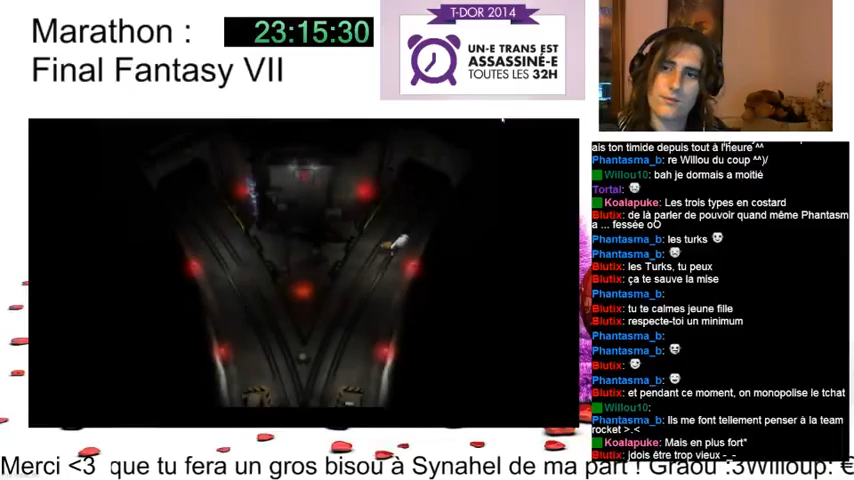 Marathon :
23:15:30
Final Fantasy VII
T-DOR 2014
UN-E TRANS EST
ASSASSINÉ-E
TOUTES LES 32H
ais ton timide depuis tout à l'heure^^
Phantasma_b: re Willou du coup ^^)/
Willou10: bah je dormais a moitié
Tortal:
Koalapuke: Les trois types en costard
Blutix: de là parler de pouvoir quand même Phantasm
a ... fessée oO
Phantasma_b: les turks
Phantasma_b:
Blutix: les Turks, tu peux
Blutix: ça te sauve la mise
Phantasma_b:
Blutix: tu te calmes jeune fille
Blutix: respecte-toi un minimum
Phantasma_b:
Phantasma_b:
Blutix:
Phantasma_b:
Blutix: et pendant ce moment, on monopolise le tchat
Willou10:
Phantasma_b: Ils me font tellement penser à la team
rocket >.<
Koalapuke: Mais en plus fort*
Blutix: jdois être trop vieux -_-
Merci <3 que tu fera un gros bisou à Synahel de ma part ! Graou :3Willoup: €